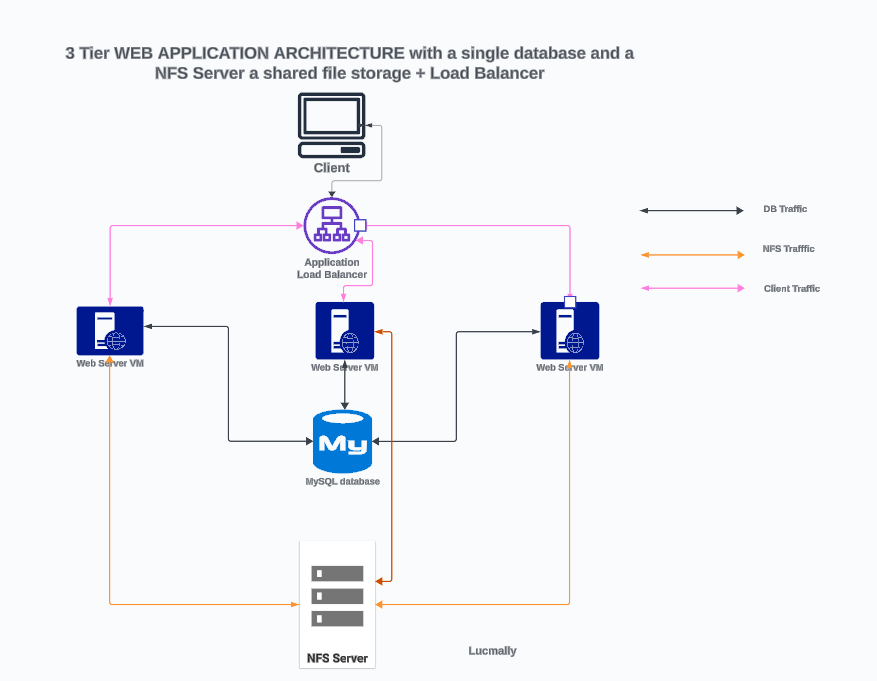 3 Tier WEB APPLICATION ARCHITECTURE with a single database and a
NFS Server a shared file storage + Load Balancer
Client
DB Traffic
NFS Trafffic
Client Traffic
Application
Load Balancer
Web Server VM
Web Server VM
Web Server VM
My
MySQL database
NFS Server
Lucmally